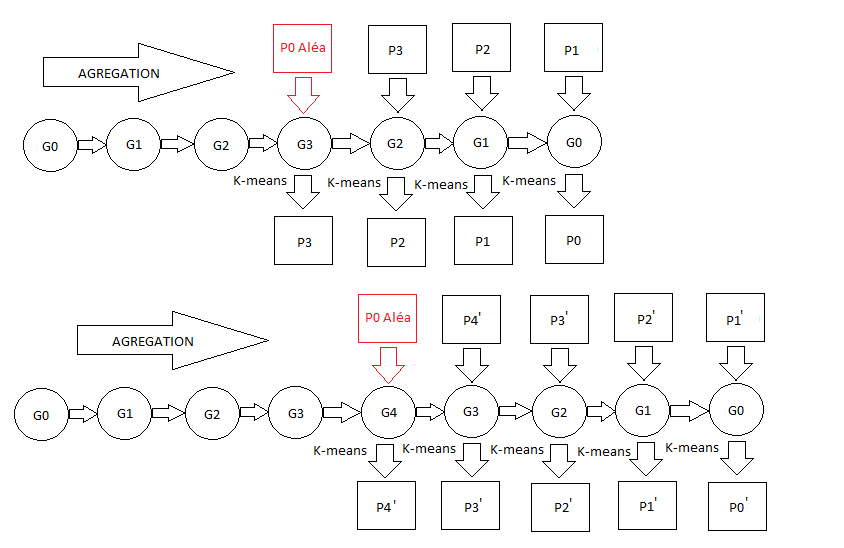 P0 Aléa P3 P2 P1
AGREGATION
G0 G1 G2 G3 G2 G1 G0
K-means K-means K-means K-means
P3 P2 P1 P0
P0 Aléa P4' P3' P2' P1'
AGREGATION
G0 G1 G2 G3 G4 G3 G2 G1 G0
K-means K-means K-means K-means K-means
P4' P3' P2' P1' P0'